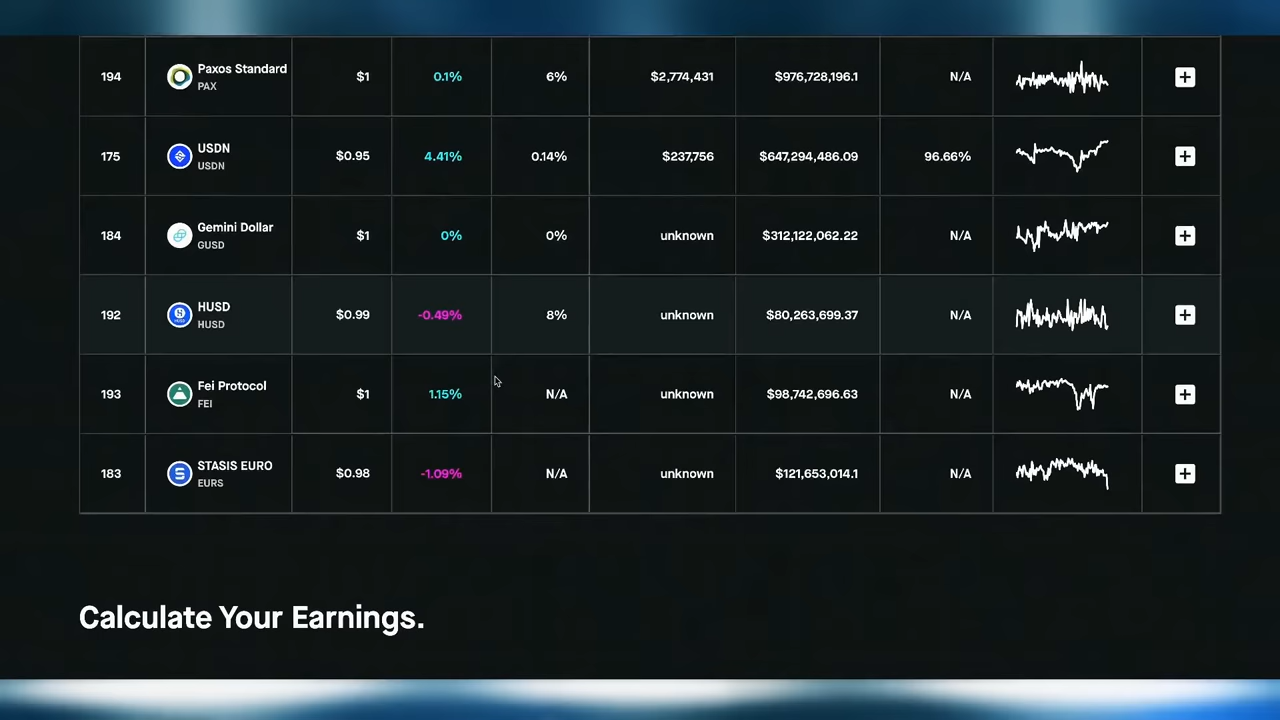 194 Paxos Standard PAX $1 0.1% 6% $2,774,431 $976,728,196.1 N/A
175 USDN USDN $0.95 4.41% 0.14% $237,756 $647,294,486.09 96.66%
184 Gemini Dollar GUSD $1 0% 0% unknown $312,122,062.22 N/A
192 HUSD HUSD $0.99 -0.49% 8% unknown $80,263,699.37 N/A
193 Fei Protocol FEI $1 1.15% N/A unknown $98,742,696.63 N/A
183 STASIS EURO EURS $0.98 -1.09% N/A unknown $121,653,014.1 N/A
Calculate Your Earnings.